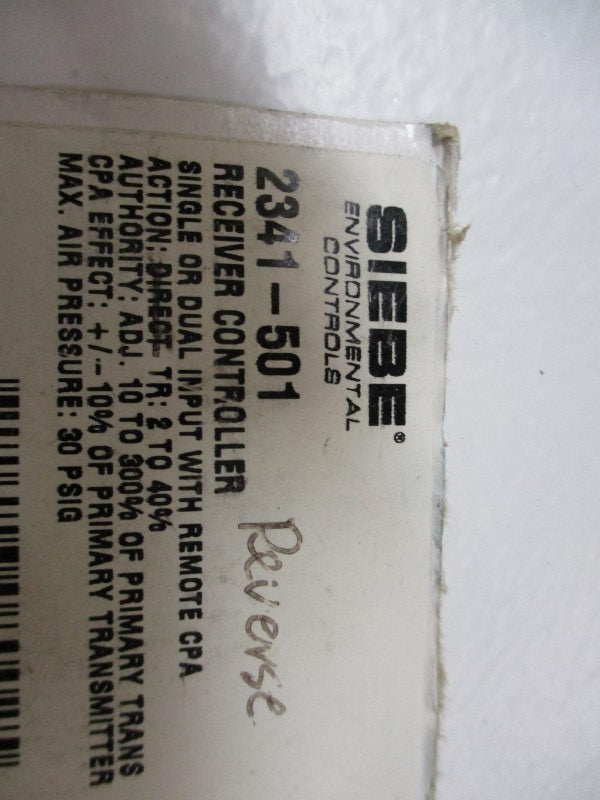 SIEBE®
ENVIRONMENTAL
CONTROLS
2341-501
RECEIVER CONTROLLER Reverse
SINGLE OR DUAL INPUT WITH REMOTE CPA
ACTION: DIRECT TR: 2 TO 40%
AUTHORITY: ADJ. 10 TO 300% OF PRIMARY TRANS
CPA EFFECT: +/-10% OF PRIMARY TRANSMITTER
MAX. AIR PRESSURE: 30 PSIG